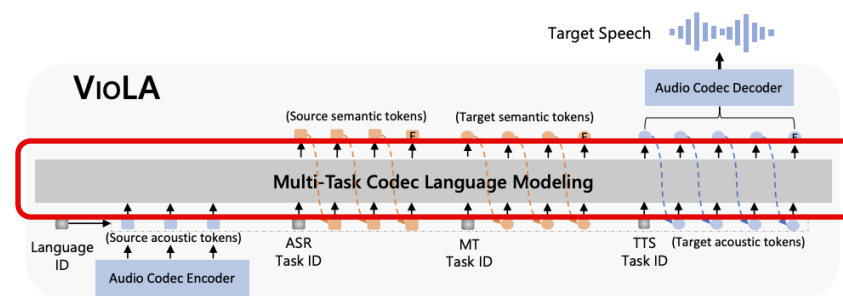 Target Speech
Audio Codec Decoder
VIOLA
(Source semantic tokens)
(Target semantic tokens)
E
E
E
Multi-Task Codec Language Modeling
Language
ID
(Source acoustic tokens)
Audio Codec Encoder
ASR
Task ID
MT
Task ID
TTS
Task ID
(Target acoustic tokens)